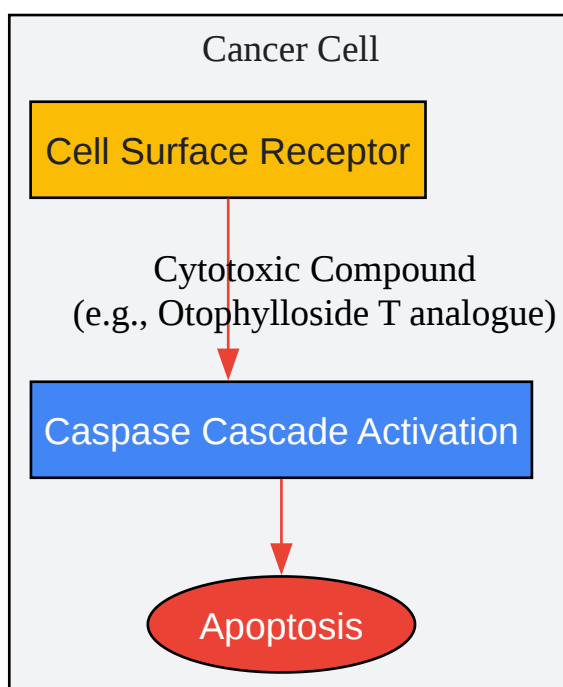 Cancer Cell
Cell Surface Receptor
Cytotoxic Compound
(e.g., Otophylloside T analogue)
Caspase Cascade Activation
Apoptosis